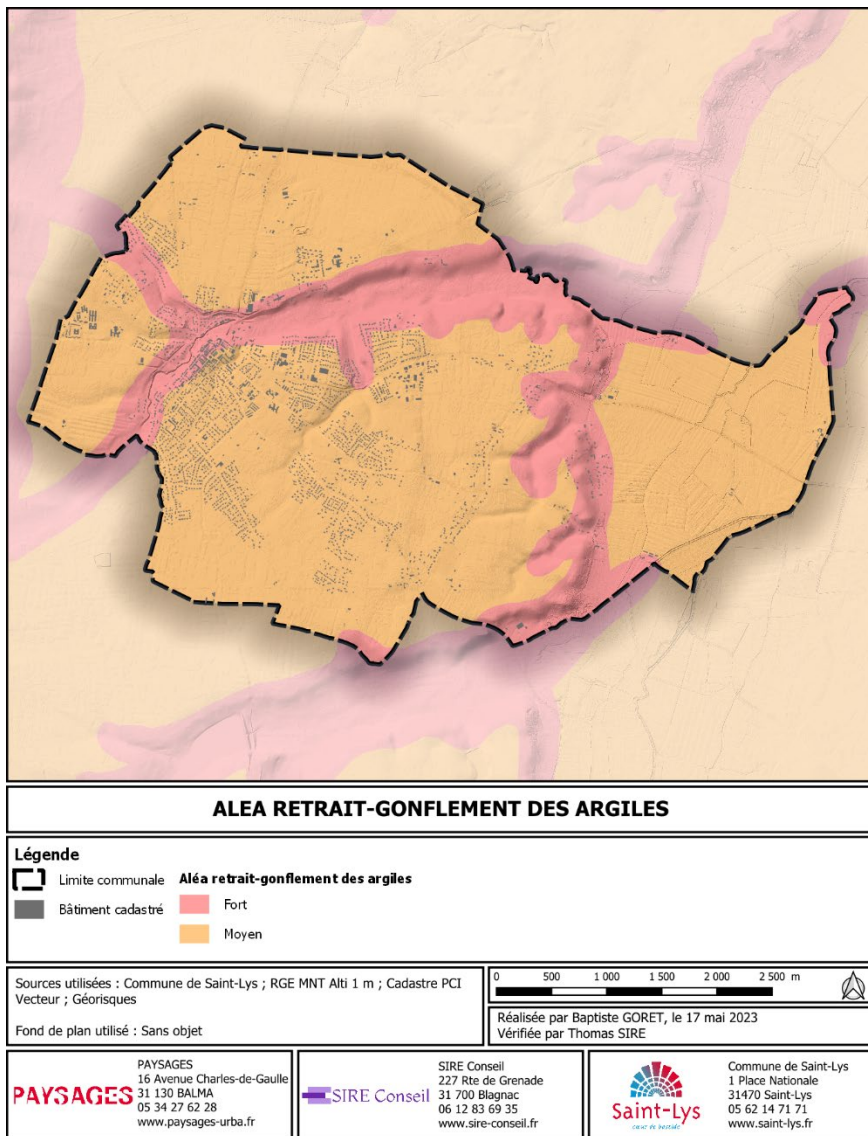 ALEA RETRAIT-GONFLEMENT DES ARGILES
Légende
Limite communale
Bâtiment cadastré
Aléa retrait-gonflement des argiles
Fort
Moyen
Sources utilisées : Commune de Saint-Lys ; RGE MNT Alti 1 m ; Cadastre PCI
Vecteur ; Géorisques
Fond de plan utilisé : Sans objet
0 500 1 000 1 500 2 000 2 500 m
Réalisée par Baptiste GORET, le 17 mai 2023
Vérifiée par Thomas SIRE
PAYSAGES
PAYSAGES
16 Avenue Charles-de-Gaulle
31 130 BALMA
05 34 27 62 28
www.paysages-urba.fr
SIRE Conseil
SIRE Conseil
227 Rte de Grenade
31 700 Blagnac
06 12 83 69 35
www.sire-conseil.fr
Saint-Lys
cœur de bastide
Commune de Saint-Lys
1 Place Nationale
31470 Saint-Lys
05 62 14 71 71
www.saint-lys.fr